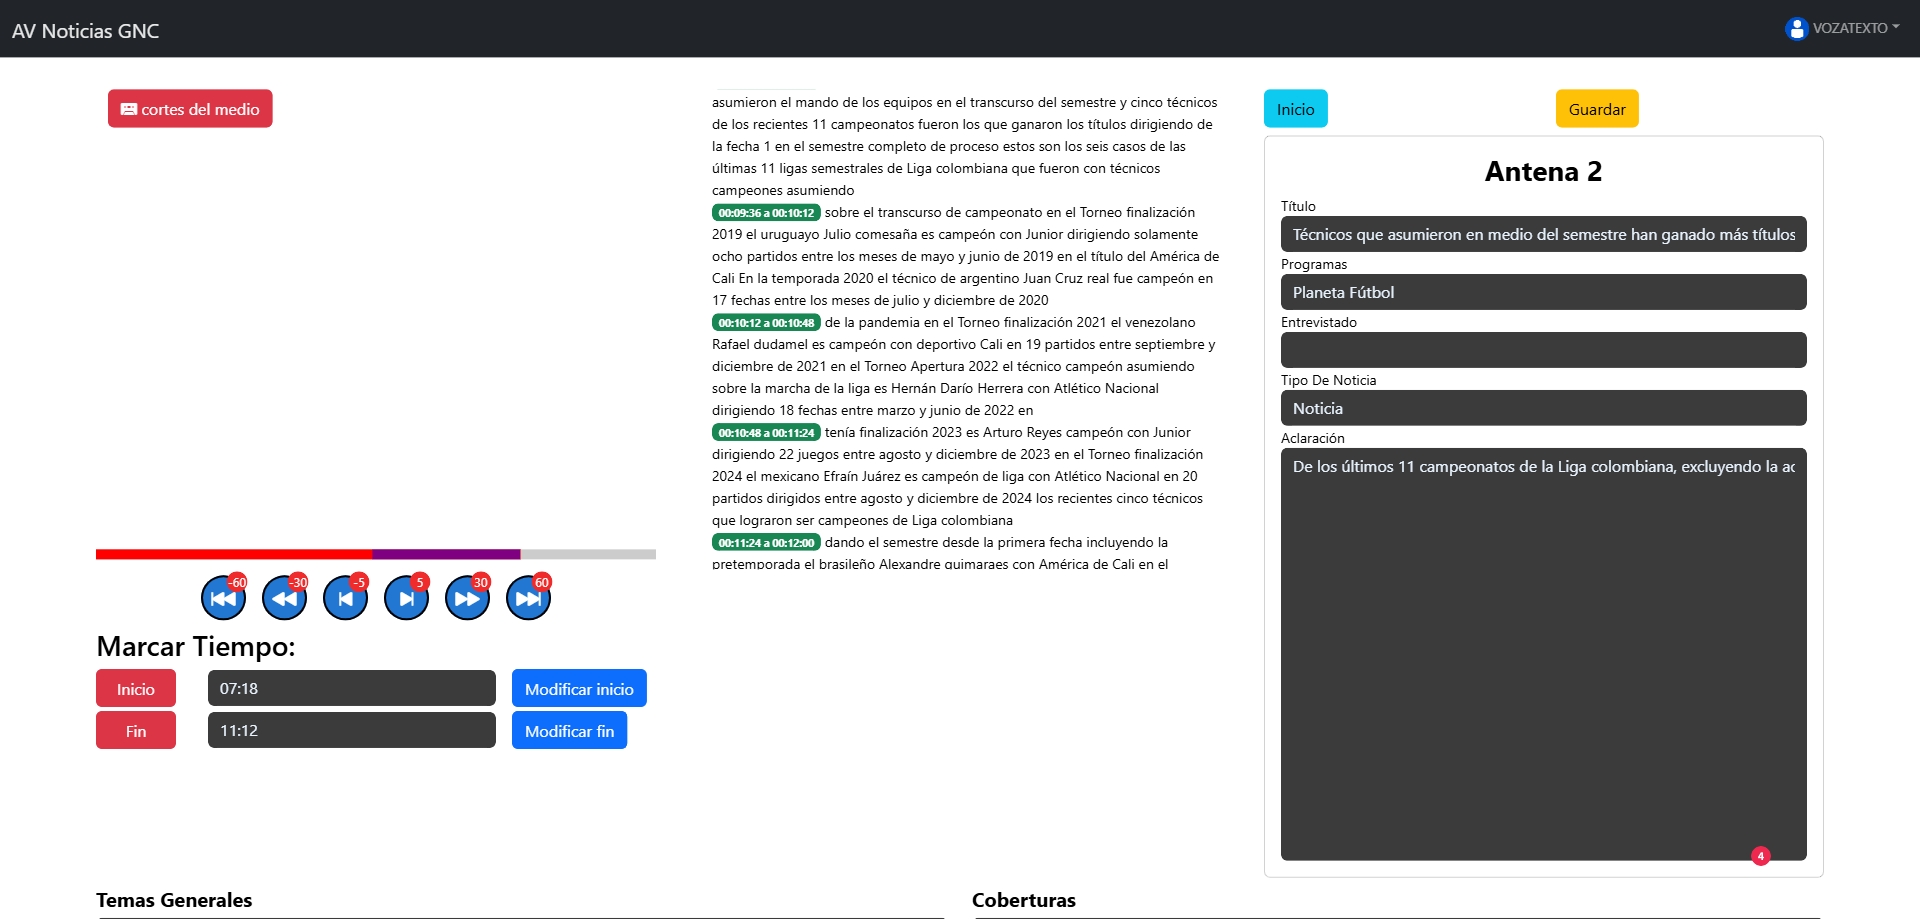 AV Noticias GNC
VOZATEXTO
cortes del medio
-60
-30
-5
5
30
60
Marcar Tiempo:
Inicio
07:18
Modificar inicio
Fin
11:12
Modificar fin
asumieron el mando de los equipos en el transcurso del semestre y cinco técnicos
de los recientes 11 campeonatos fueron los que ganaron los títulos dirigiendo de
la fecha 1 en el semestre completo de proceso estos son los seis casos de las
últimas 11 ligas semestrales de Liga colombiana que fueron con técnicos
campeones asumiendo
00:09:36 a 00:10:12 sobre el transcurso de campeonato en el Torneo finalización
2019 el uruguayo Julio comesaña es campeón con Junior dirigiendo solamente
ocho partidos entre los meses de mayo y junio de 2019 en el título del América de
Cali En la temporada 2020 el técnico de argentino Juan Cruz real fue campeón en
17 fechas entre los meses de julio y diciembre de 2020
00:10:12 a 00:10:48 de la pandemia en el Torneo finalización 2021 el venezolano
Rafael dudamel es campeón con deportivo Cali en 19 partidos entre septiembre y
diciembre de 2021 en el Torneo Apertura 2022 el técnico campeón asumiendo
sobre la marcha de la liga es Hernán Darío Herrera con Atlético Nacional
dirigiendo 18 fechas entre marzo y junio de 2022 en
00:10:48 a 00:11:24 tenía finalización 2023 es Arturo Reyes campeón con Junior
dirigiendo 22 juegos entre agosto y diciembre de 2023 en el Torneo finalización
2024 el mexicano Efraín Juárez es campeón de liga con Atlético Nacional en 20
partidos dirigidos entre agosto y diciembre de 2024 los recientes cinco técnicos
que lograron ser campeones de Liga colombiana
00:11:24 a 00:12:00 dando el semestre desde la primera fecha incluyendo la
pretemporada el brasileño Alexandre guimaraes con América de Cali en el
Inicio
Guardar
Antena 2
Título
Técnicos que asumieron en medio del semestre han ganado más títulos
Programas
Planeta Fútbol
Entrevistado
Tipo De Noticia
Noticia
Aclaración
De los últimos 11 campeonatos de la Liga colombiana, excluyendo la ac
4
Temas Generales
Coberturas